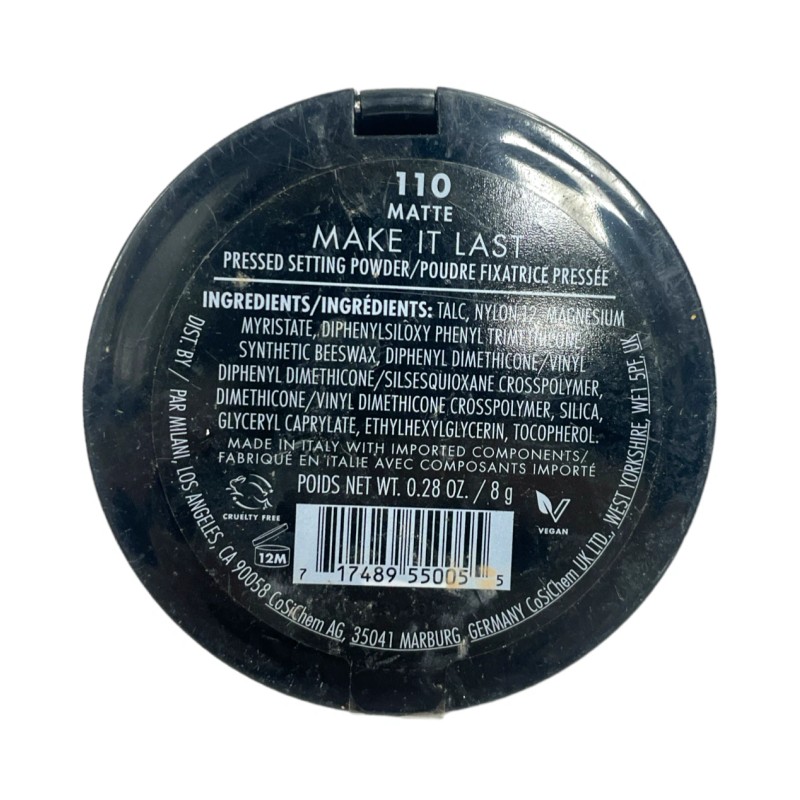 110
MATTE
MAKE IT LAST
PRESSED SETTING POWDER/POUDRE FIXATRICE PRESSÉE
INGREDIENTS/INGRÉDIENTS: TALC, NYLON-12, MAGNESIUM
MYRISTATE, DIPHENYLSILOXY PHENYL TRIMETHICONE
SYNTHETIC BEESWAX, DIPHENYL DIMETHICONE/VINYL
DIPHENYL DIMETHICONE/SILSESQUIOXANE CROSSPOLYMER,
DIMETHICONE/VINYL DIMETHICONE CROSSPOLYMER, SILICA,
GLYCERYL CAPRYLATE, ETHYLHEXYLGLYCERIN, TOCOPHEROL.
MADE IN ITALY WITH IMPORTED COMPONENTS/
FABRIQUÉ EN ITALIE AVEC COMPOSANTS IMPORTÉ
POIDS NET WT. 0.28 OZ. / 8 g
CRUELTY FREE
VEGAN
12M
7 17489 55005 5
DIST. BY / PAR MILANI, LOS ANGELES, CA 90058 CoSiChem AG, 35041 MARBURG, GERMANY CoSiChem UK LTD., WEST YORKSHIRE, WF1 5PF, UK